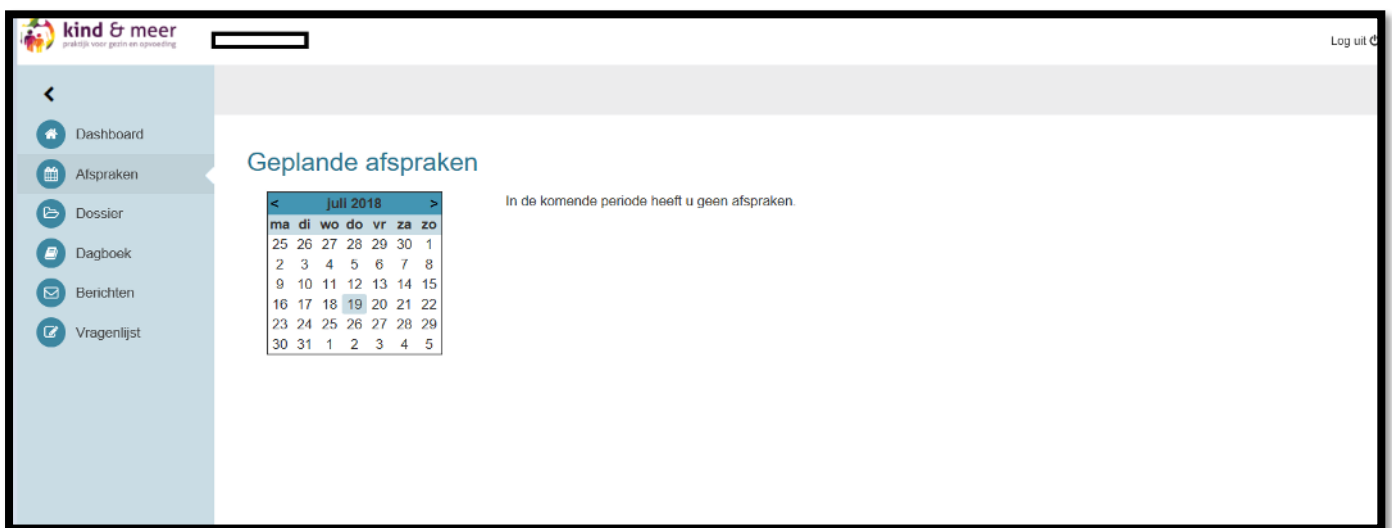 kind & meer
praktijk voor gezin en opvoeding
Log uit
Dashboard
Afspraken
Dossier
Dagboek
Berichten
Vragenlijst
Geplande afspraken
< juli 2018 >
ma di wo do vr za zo
25 26 27 28 29 30 1
2 3 4 5 6 7 8
9 10 11 12 13 14 15
16 17 18 19 20 21 22
23 24 25 26 27 28 29
30 31 1 2 3 4 5
In de komende periode heeft u geen afspraken.